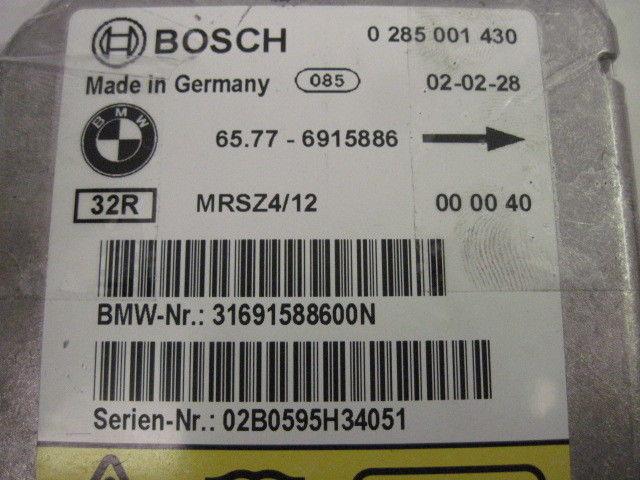 BOSCH 0 285 001 430
Made in Germany 085 02-02-28
BMW 65.77 - 6915886
32R MRSZ4/12 00 00 40
BMW-Nr.: 31691588600N
Serien-Nr.: 02B0595H34051